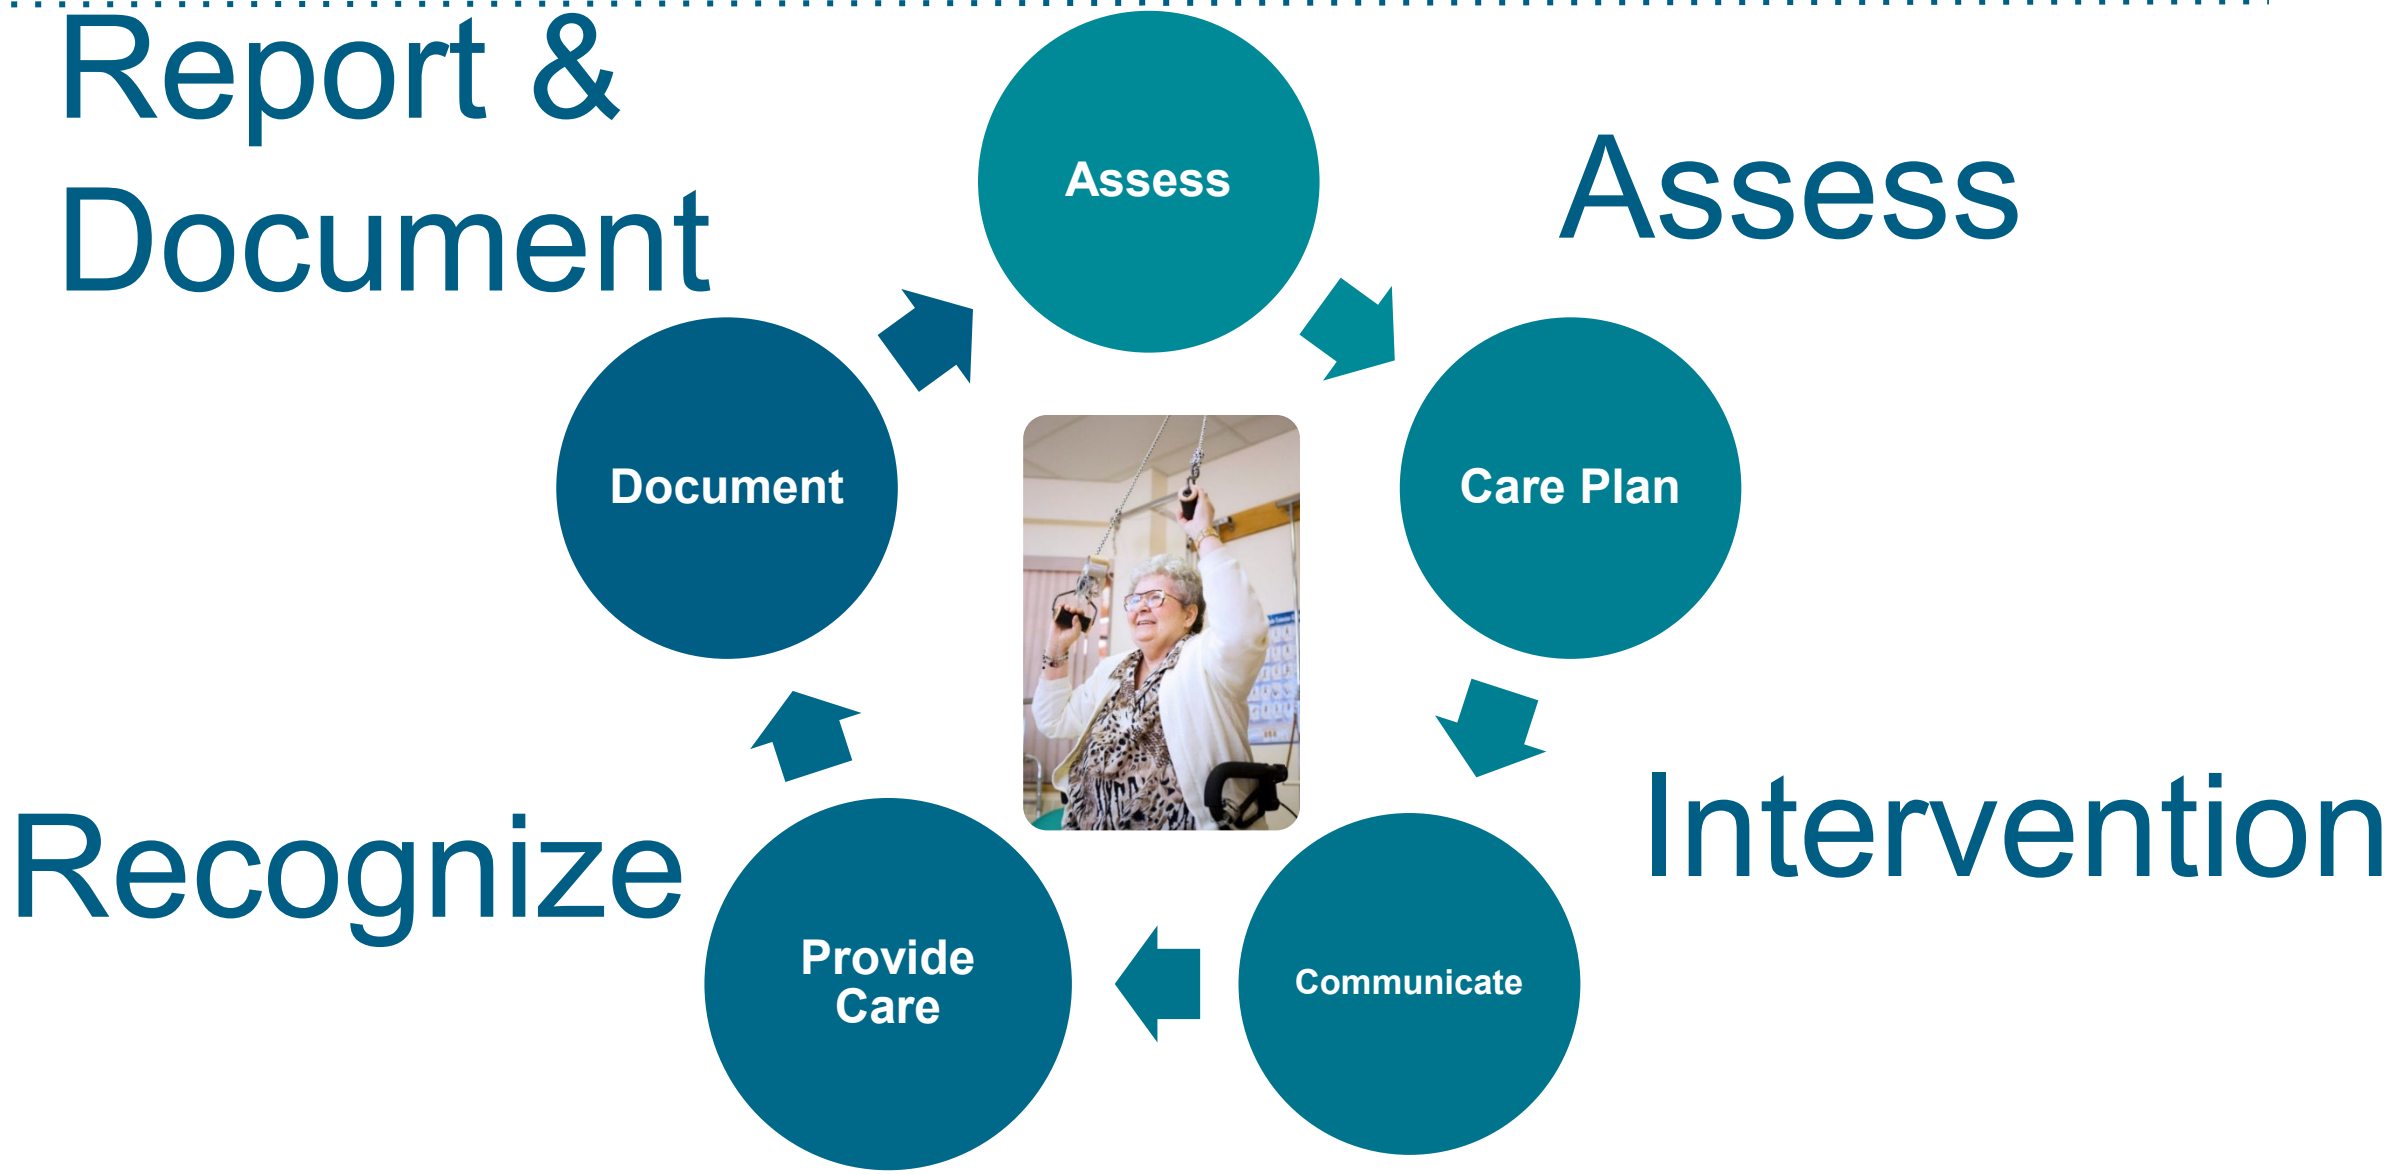 Report &
Document
Assess
Assess
Care Plan
Document
Intervention
Recognize
Provide
Care
Communicate